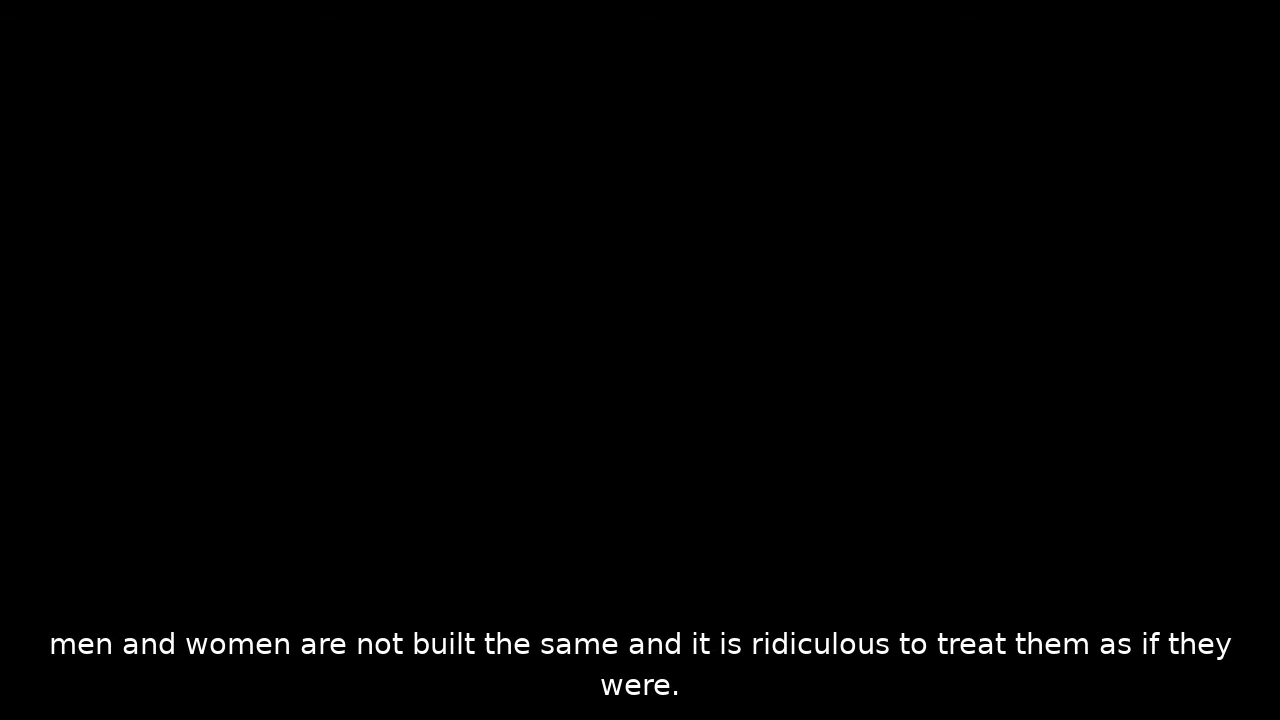 men and women are not built the same and it is ridiculous to treat them as if they
were.